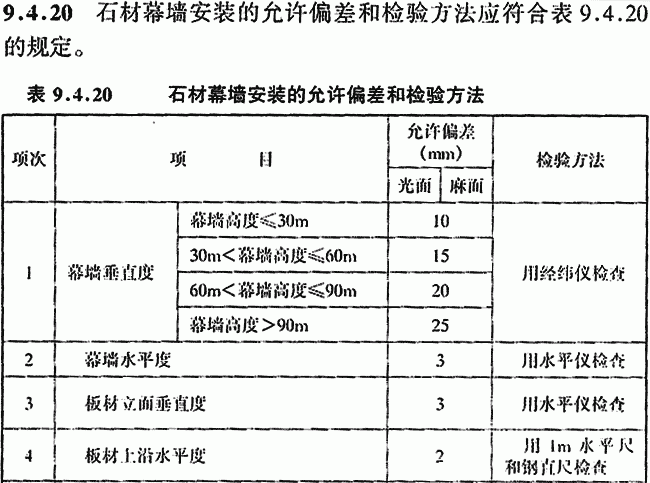 9.4.20 石材幕墙安装的允许偏差和检验方法应符合表9.4.20
的规定。
表 9.4.20 石材幕墙安装的允许偏差和检验方法
项次 项 目 允许偏差 (mm) 检验方法
光面 麻面
1 幕墙垂直度 幕墙高度≤30m 10 用经纬仪检查
30m<幕墙高度≤60m 15
60m<幕墙高度≤90m 20
幕墙高度>90m 25
2 幕墙水平度 3 用水平仪检查
3 板材立面垂直度 3 用水平仪检查
4 板材上沿水平度 2 用 1m 水平尺
和钢直尺检查